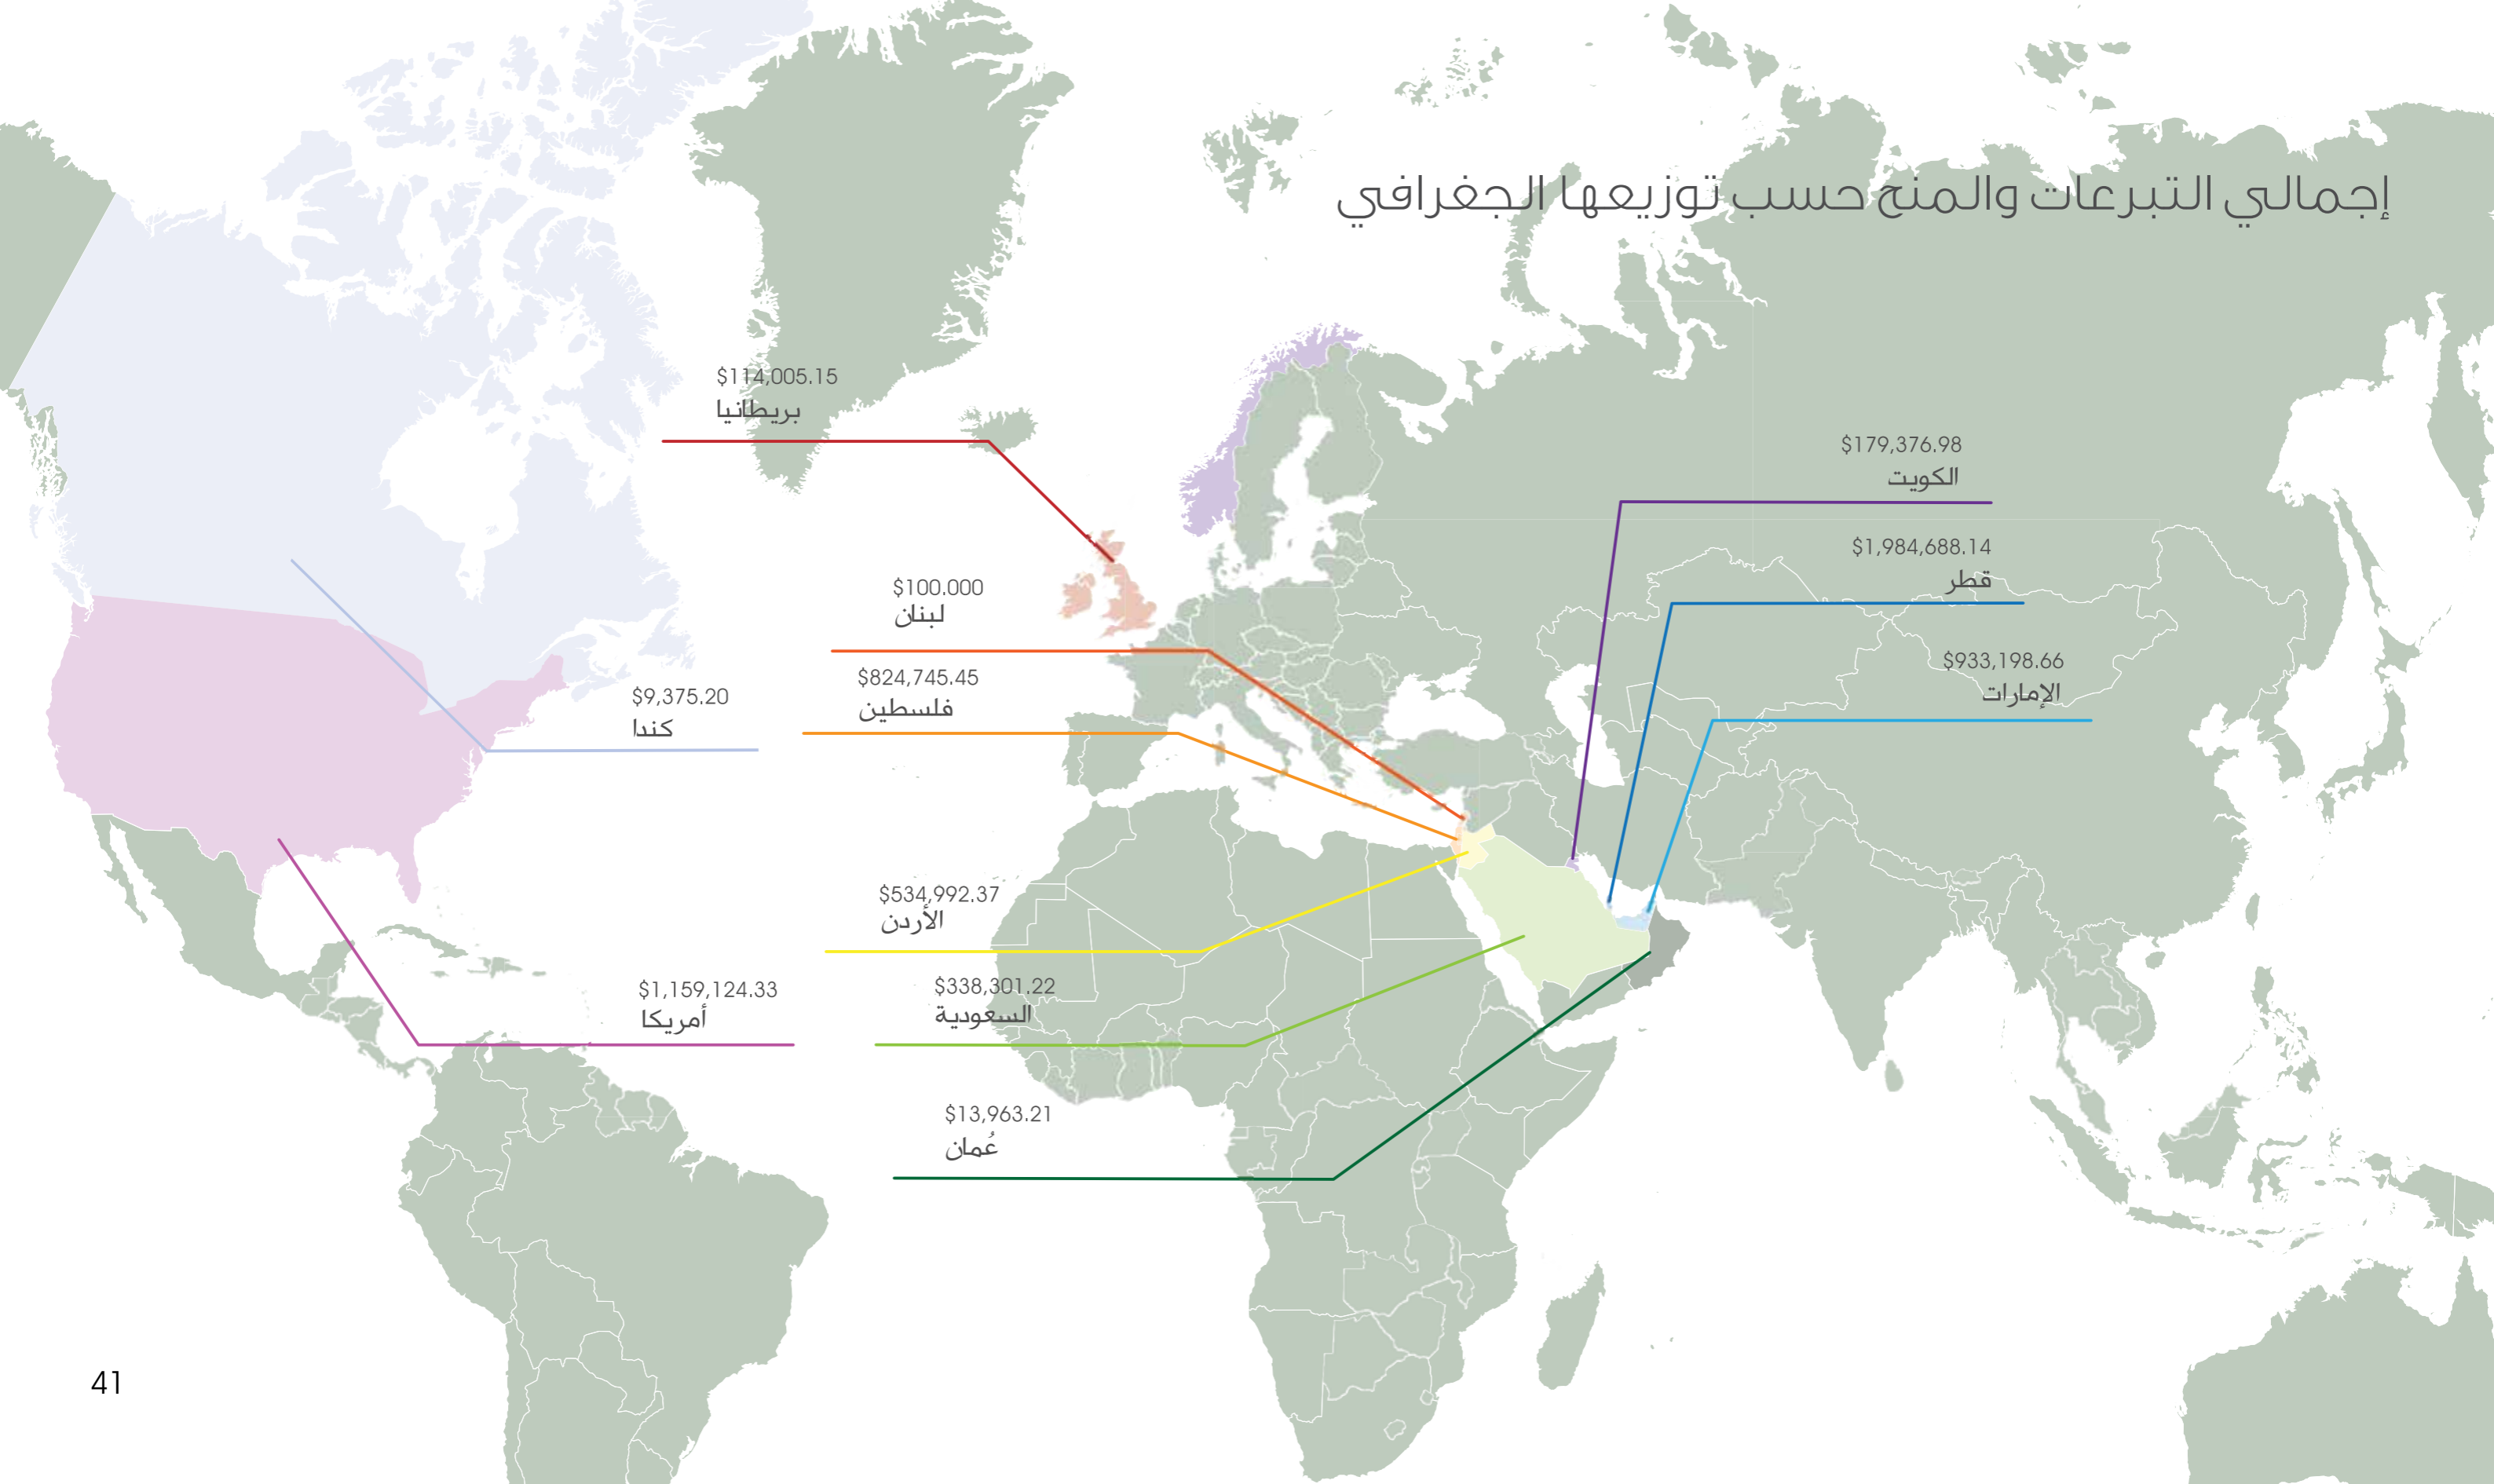 إجمالي التبرعات والمنح حسب توزيعها الجغرافي
$114,005.15
بريطانيا
$179,376.98
الكويت
$1,984,688.14
قطر
$100.000
لبنان
$933,198.66
الإمارات
$824,745.45
فلسطين
$9,375.20
كندا
$534,992.37
الأردن
$338,301.22
السعودية
$1,159,124.33
أمريكا
$13,963.21
عُمان
41